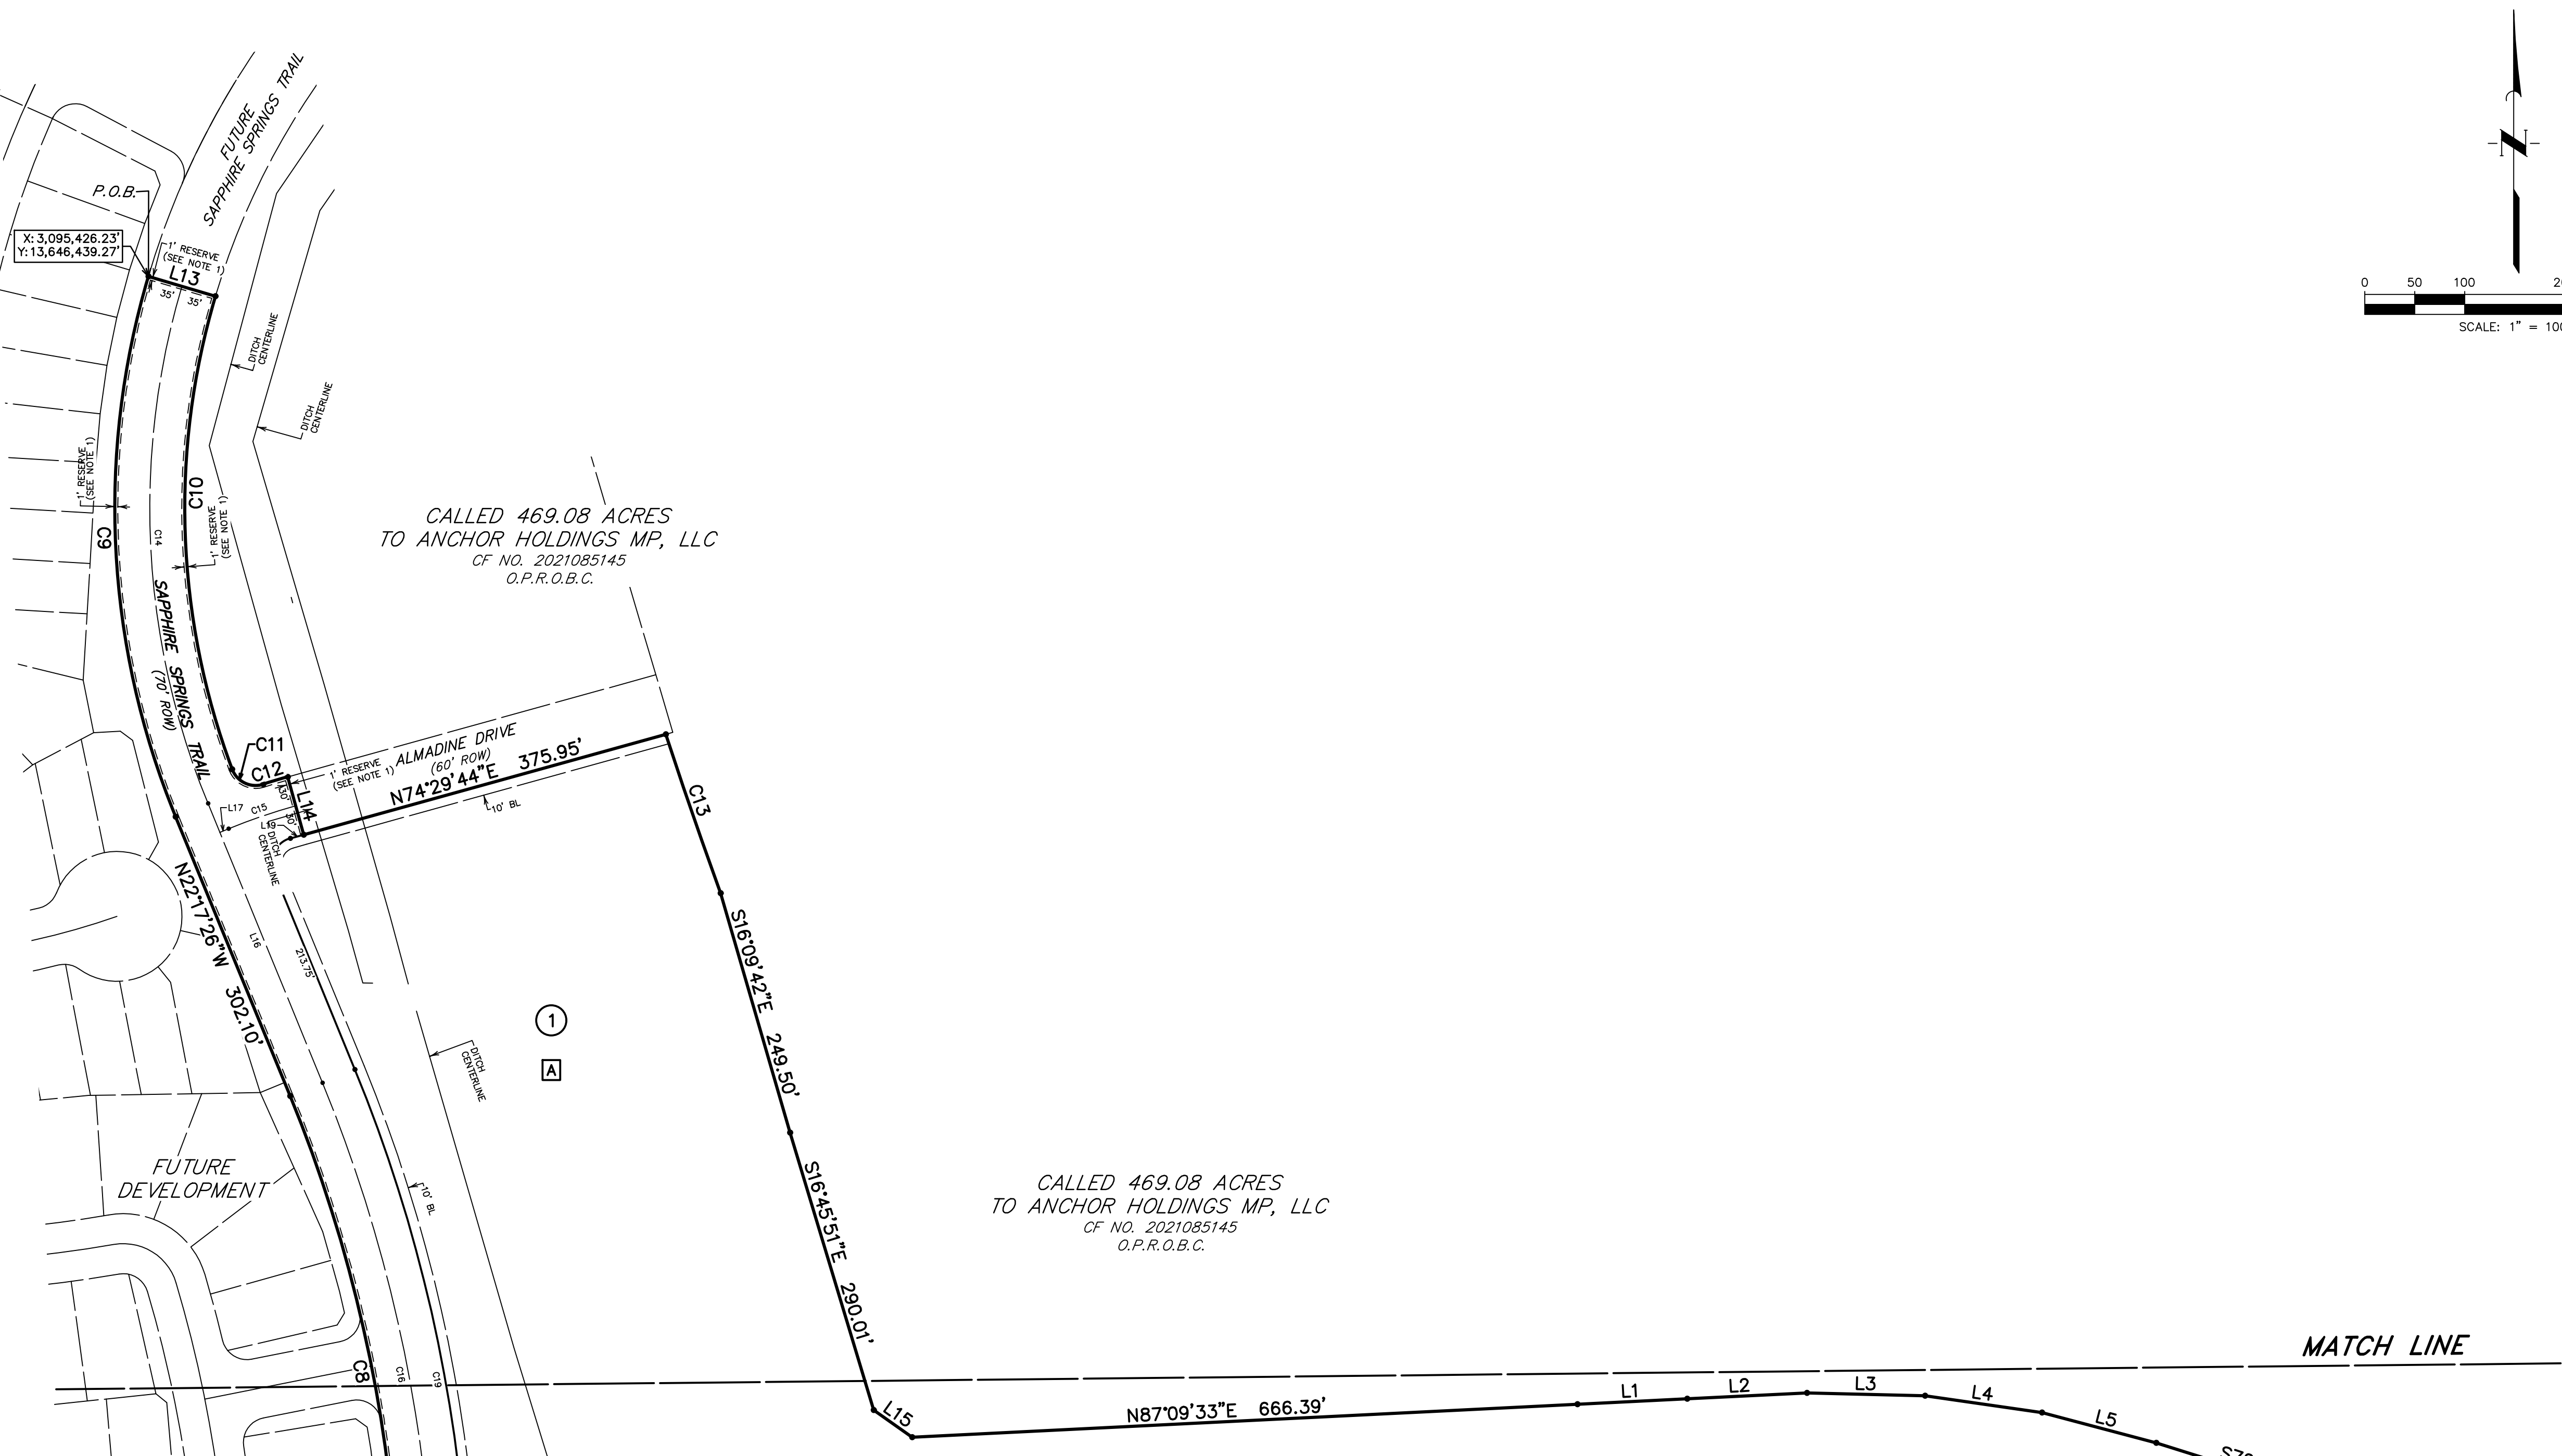 FUTURE
SAPPHIRE SPRINGS TRAIL
P.O.B.
X: 3,095,426.23'
Y: 13,646,439.27'
1' RESERVE
(SEE NOTE 1)
L13
35'
35'
DITCH
CENTERLINE
DITCH
CENTERLINE
0
50
100
SCALE: 1" = 100
N
1' RESERVE
(SEE NOTE 1)
C9
C10
C14
1' RESERVE
(SEE NOTE 1)
CALLED 469.08 ACRES
TO ANCHOR HOLDINGS MP, LLC
CF NO. 2021085145
O.P.R.O.B.C.
SAPPHIRE SPRINGS TRAIL
(70' ROW)
C11
C12
1' RESERVE
(SEE NOTE 1)
ALMADINE DRIVE
(60' ROW)
N74°29'44"E 375.95'
10' BL
L14
30'
30'
L17
C15
L19
DITCH
CENTERLINE
C13
N22°17'26"W 302.10'
L16
213.75'
S16°09'42"E 249.50'
1
A
DITCH
CENTERLINE
FUTURE
DEVELOPMENT
10' BL
S16°45'51"E 290.01'
CALLED 469.08 ACRES
TO ANCHOR HOLDINGS MP, LLC
CF NO. 2021085145
O.P.R.O.B.C.
MATCH LINE
C8
C16
C19
L15
N87°09'33"E 666.39'
L1
L2
L3
L4
L5